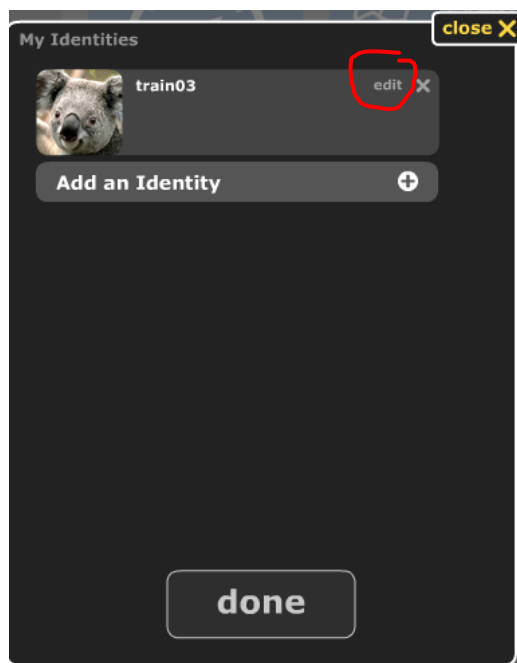 close X
My Identities
train03
edit X
Add an Identity
done